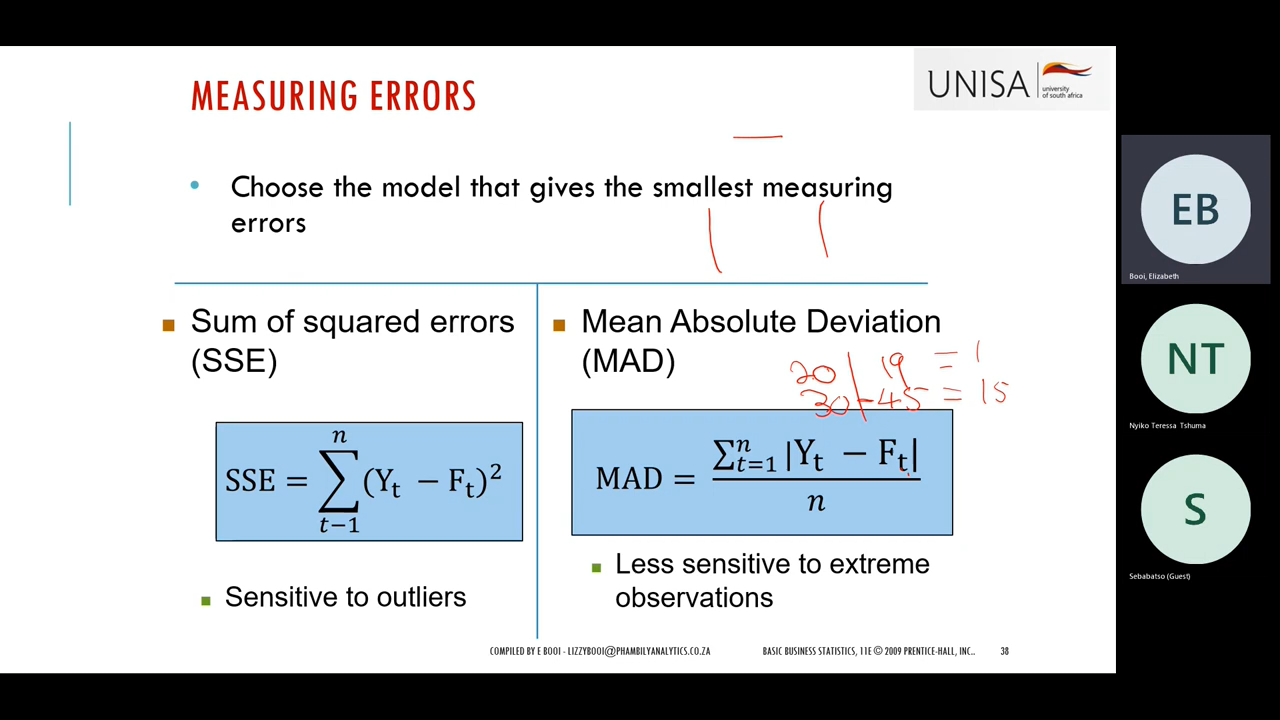 MEASURING ERRORS
UNISA
university
of south africa
• Choose the model that gives the smallest measuring
errors
Sum of squared errors
(SSE)
SSE = ∑ⁿₜ₋₁ (Yₜ − Fₜ)²
Sensitive to outliers
Mean Absolute Deviation
(MAD)
20 | 19 = 1
30 - 45 = 15
MAD = ∑ⁿₜ₌₁ |Yₜ − Fₜ| / n
Less sensitive to extreme
observations
COMPILED BY E BOOI - LIZZYBOOI@PHAMBILYANALYTICS.CO.ZA
BASIC BUSINESS STATISTICS, 11E © 2009 PRENTICE-HALL, INC..
38
EB
Booi, Elizabeth
NT
Nyiko Teressa Tshuma
S
Sebabatso (Guest)